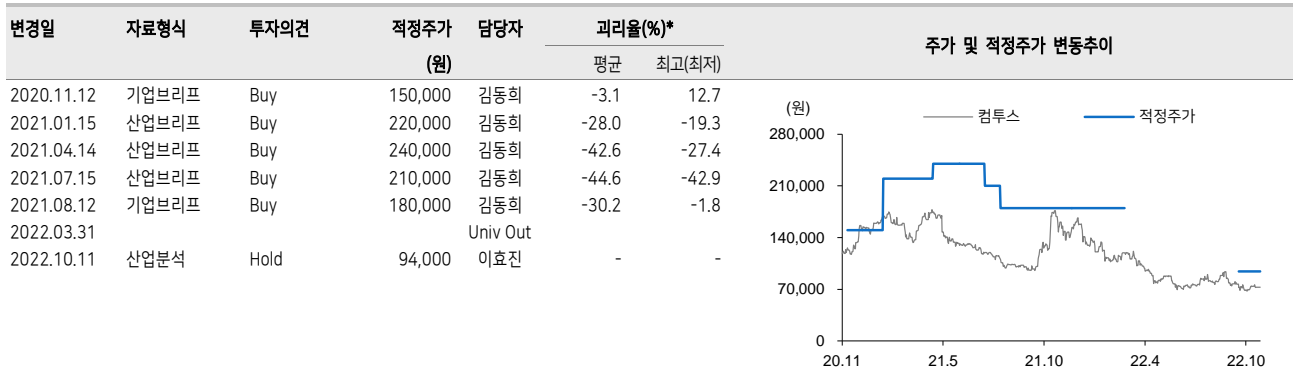 변경일 자료형식 투자의견 적정주가 담당자 괴리율(%)* 주가 및 적정주가 변동추이
(원) 평균 최고(최저)
2020.11.12 기업브리프 Buy 150,000 김동희 -3.1 12.7
2021.01.15 산업브리프 Buy 220,000 김동희 -28.0 -19.3
2021.04.14 산업브리프 Buy 240,000 김동희 -42.6 -27.4
2021.07.15 산업브리프 Buy 210,000 김동희 -44.6 -42.9
2021.08.12 기업브리프 Buy 180,000 김동희 -30.2 -1.8
2022.03.31 Univ Out
2022.10.11 산업분석 Hold 94,000 이효진 - -
(원) 컴투스 적정주가
280,000
210,000
140,000
70,000
0
20.11 21.5 21.10 22.4 22.10